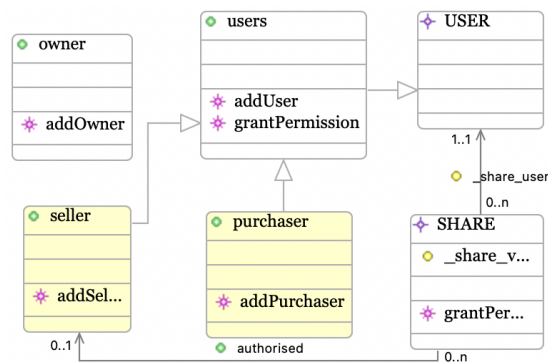 owner
addOwner
users
addUser
grantPermission
USER
1..1
_share_user
0..n
seller
addSel...
0..1
purchaser
addPurchaser
authorised
SHARE
_share_v...
grantPer...
0..n